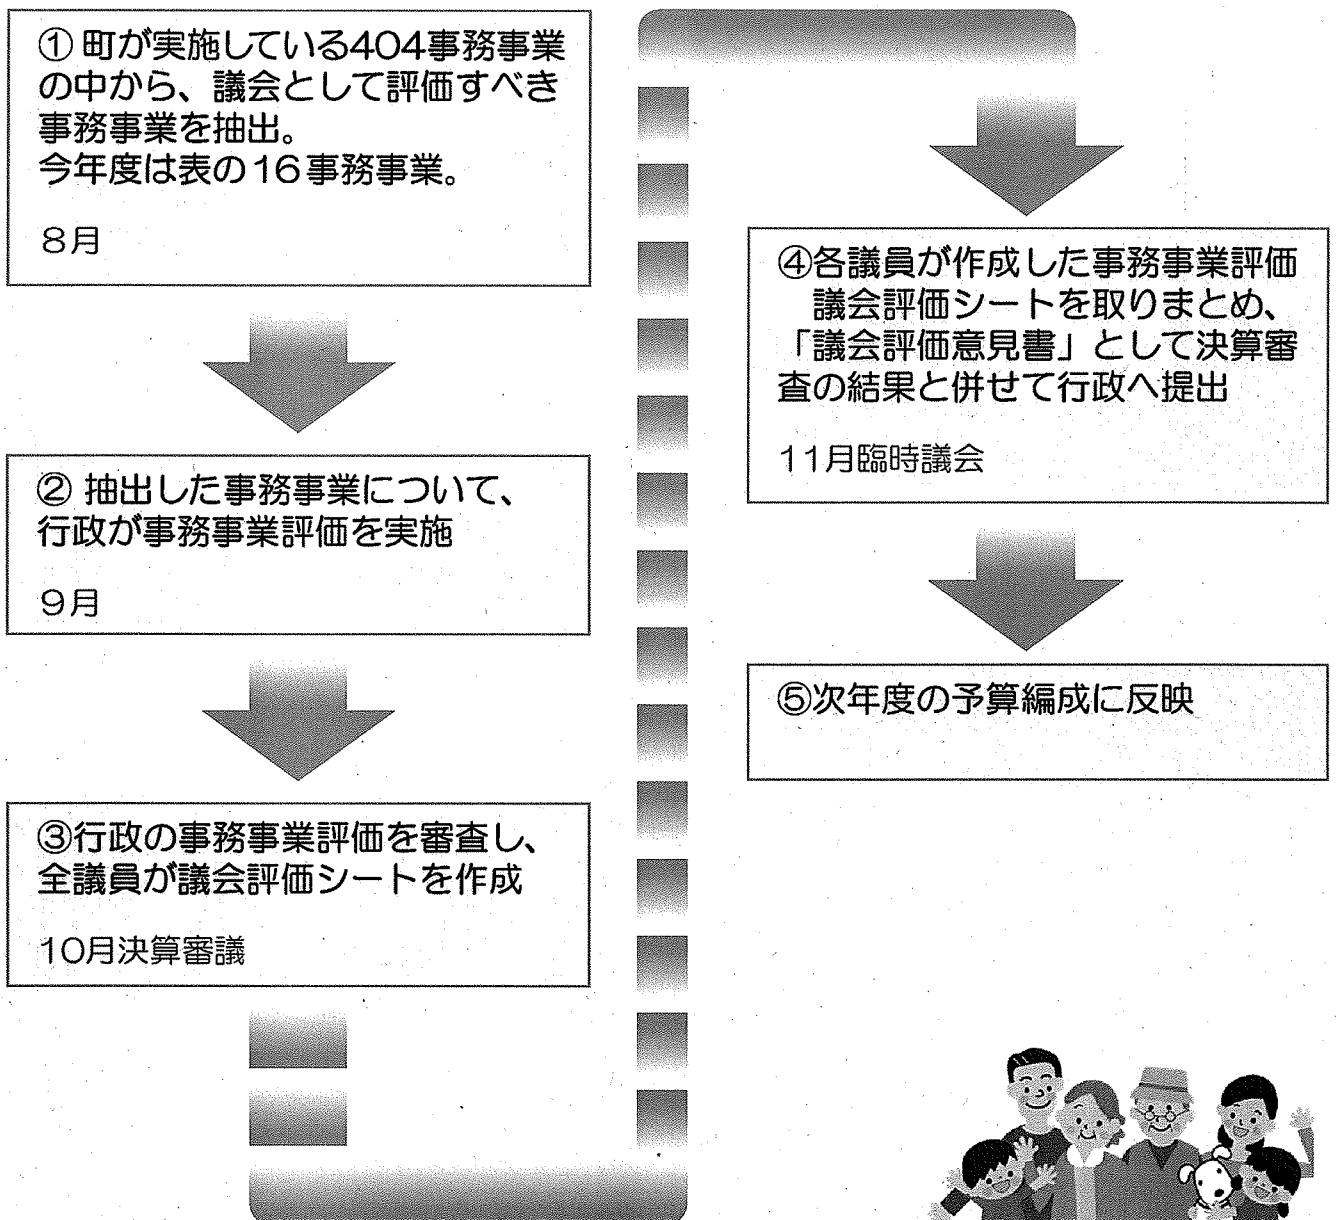 ① 町が実施している404事務事業
の中から、議会として評価すべき
事務事業を抽出。
今年度は表の16事務事業。
8月
② 抽出した事務事業について、
行政が事務事業評価を実施
9月
③行政の事務事業評価を審査し、
全議員が議会評価シートを作成
10月決算審議
④各議員が作成した事務事業評価
議会評価シートを取りまとめ、
「議会評価意見書」として決算審
査の結果と併せて行政へ提出
11月臨時議会
⑤次年度の予算編成に反映